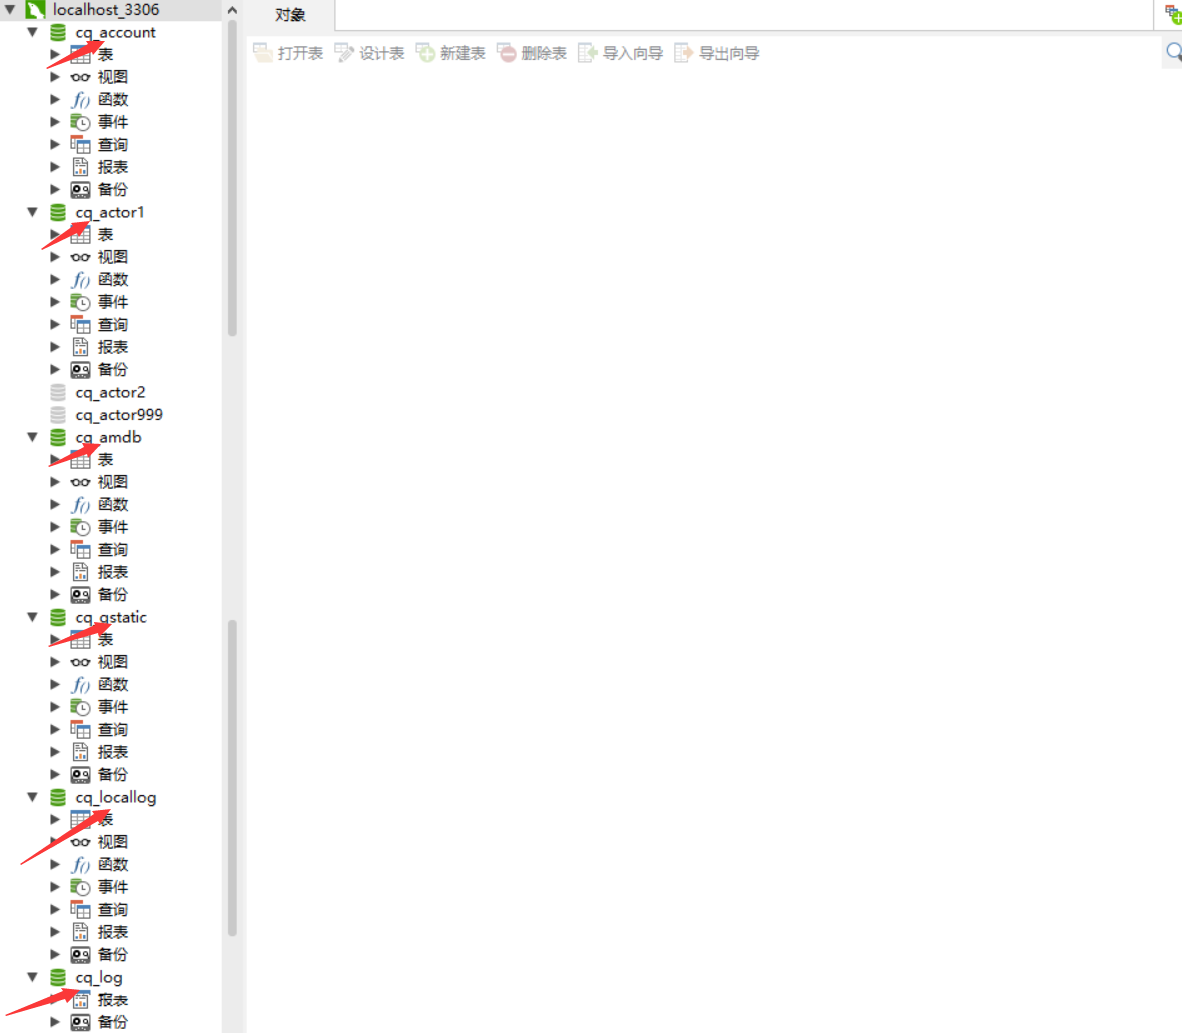 localhost_3306
对象
cq_account
打开表 设计表 新建表 删除表 导入向导 导出向导
表
视图
函数
事件
查询
报表
备份
cq_actor1
表
视图
函数
事件
查询
报表
备份
cq_actor2
cq_actor999
cq_amdb
表
视图
函数
事件
查询
报表
备份
cq_gstatic
表
视图
函数
事件
查询
报表
备份
cq_locallog
表
视图
函数
事件
查询
报表
备份
cq_log
报表
备份